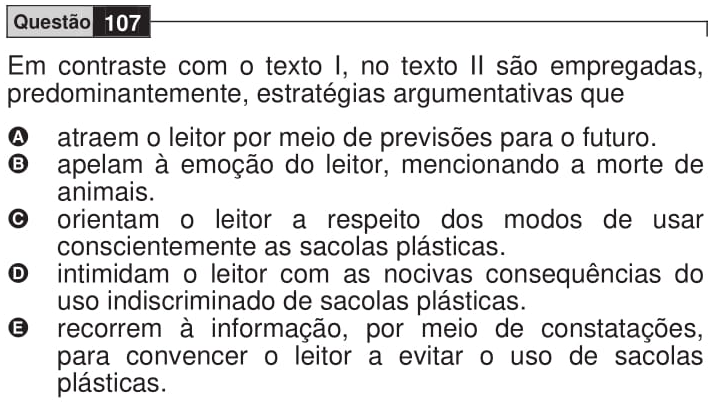 Questão 107
Em contraste com o texto I, no texto II são empregadas,
predominantemente, estratégias argumentativas que
A atraem o leitor por meio de previsões para o futuro.
B apelam à emoção do leitor, mencionando a morte de
animais.
C orientam o leitor a respeito dos modos de usar
conscientemente as sacolas plásticas.
D intimidam o leitor com as nocivas consequências do
uso indiscriminado de sacolas plásticas.
E recorrem à informação, por meio de constatações,
para convencer o leitor a evitar o uso de sacolas
plásticas.